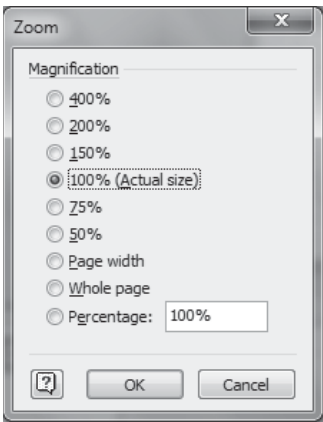 Zoom
Magnification
400%
200%
150%
100% (Actual size)
75%
50%
Page width
Whole page
Percentage: 100%
OK Cancel